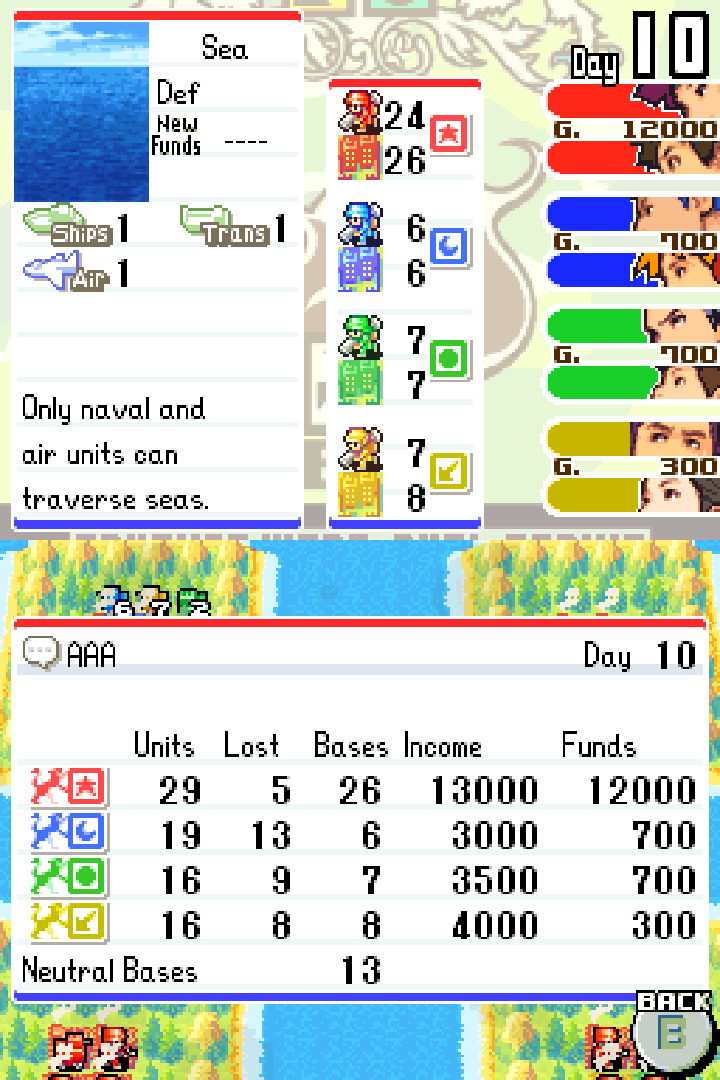 Sea
Def
New
Funds ----
Ships 1 Trans 1
Air 1
Only naval and
air units can
traverse seas.
24
26
6
6
7
7
7
8
Day 10
G. 12000
G. 700
G. 700
G. 300
AAA Day 10
Units Lost Bases Income Funds
29 5 26 13000 12000
19 13 6 3000 700
16 9 7 3500 700
16 8 8 4000 300
Neutral Bases 13
BACK
B